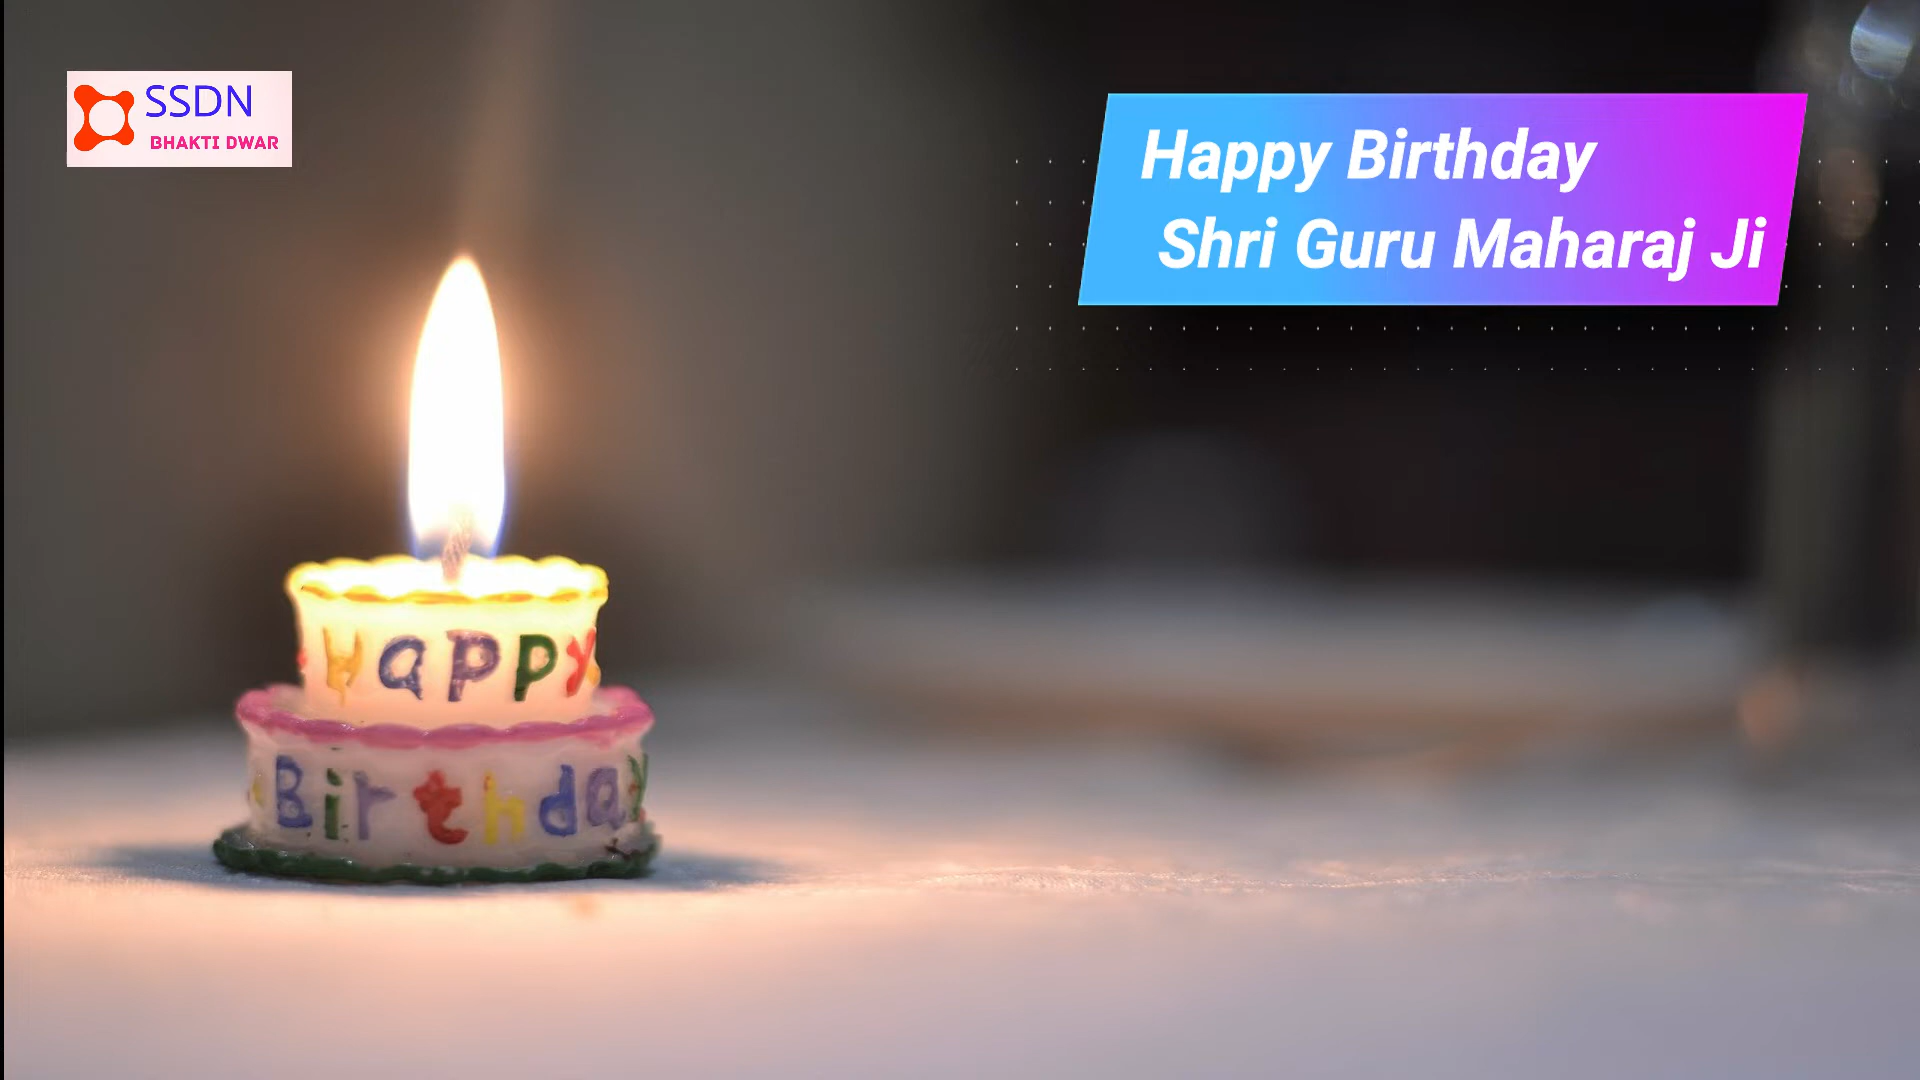 SSDN
BHAKTI DWAR
Happy Birthday
Shri Guru Maharaj Ji
Happy
Birthday